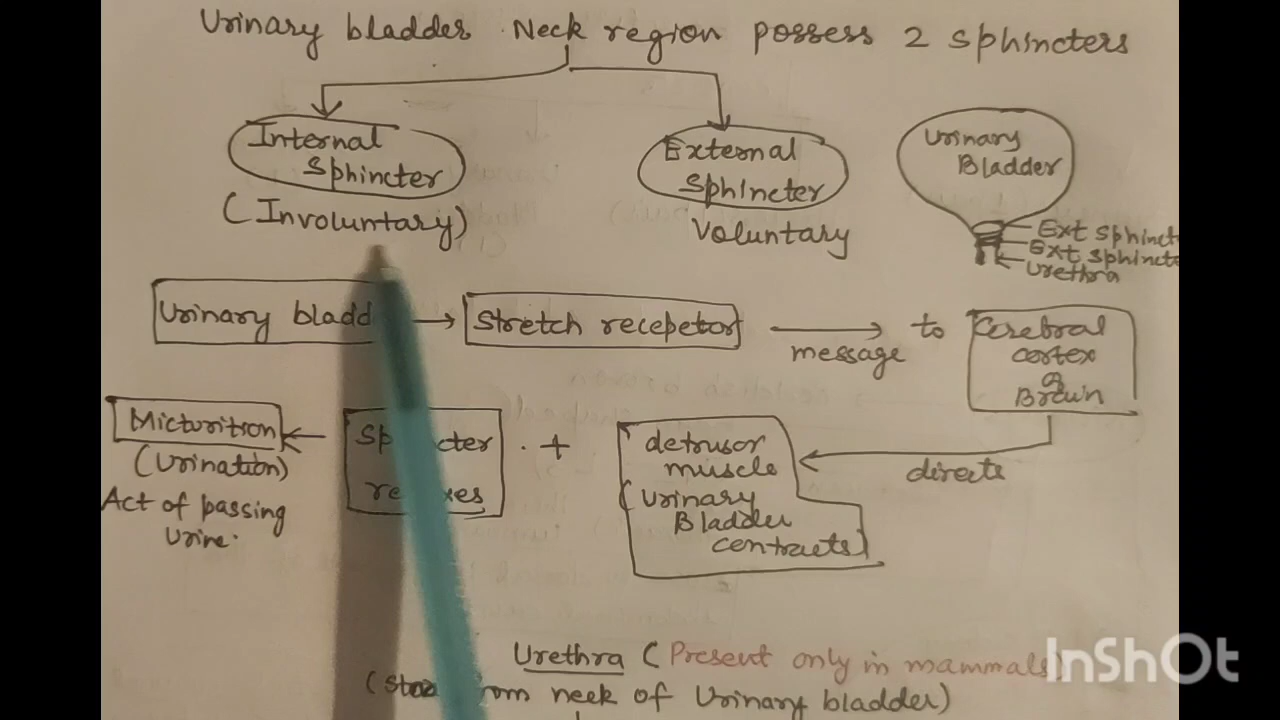 Urinary bladder Neck region possess 2 sphincters
Internal
Sphincter
(Involuntary)
External
Sphincter
Voluntary
Urinary
Bladder
Ext Sphinct
Ext Sphincte
Urethra
Urinary bladd
Stretch recepetor
message
to
Cerebral
cortex
of
Brain
directs
detrusor
muscle
(Urinary
Bladder
contracts)
+
relaxes
Micturition
(Urination)
Act of passing
Urine.
Urethra (Present only in mammals)
from neck of Urinary bladder)
InShOt